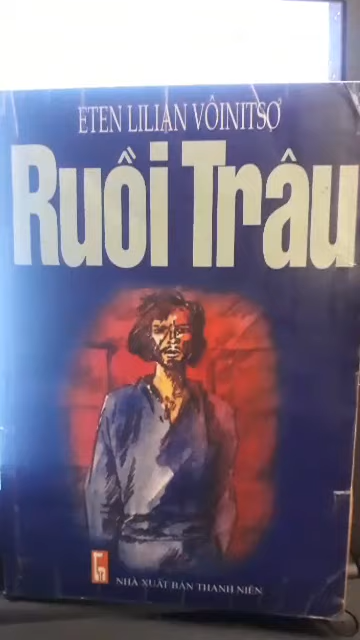 ETEN LILIAN VÔINITSƠ
Ruồi Trâu
NHÀ XUẤT BẢN THANH NIÊN